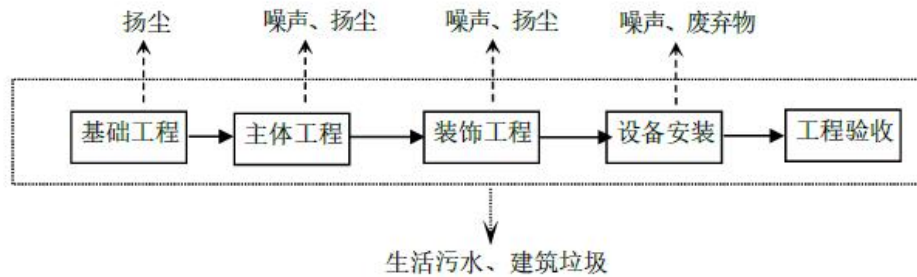 扬尘 噪声、扬尘 噪声、扬尘 噪声、废弃物
基础工程 主体工程 装饰工程 设备安装 工程验收
生活污水、建筑垃圾